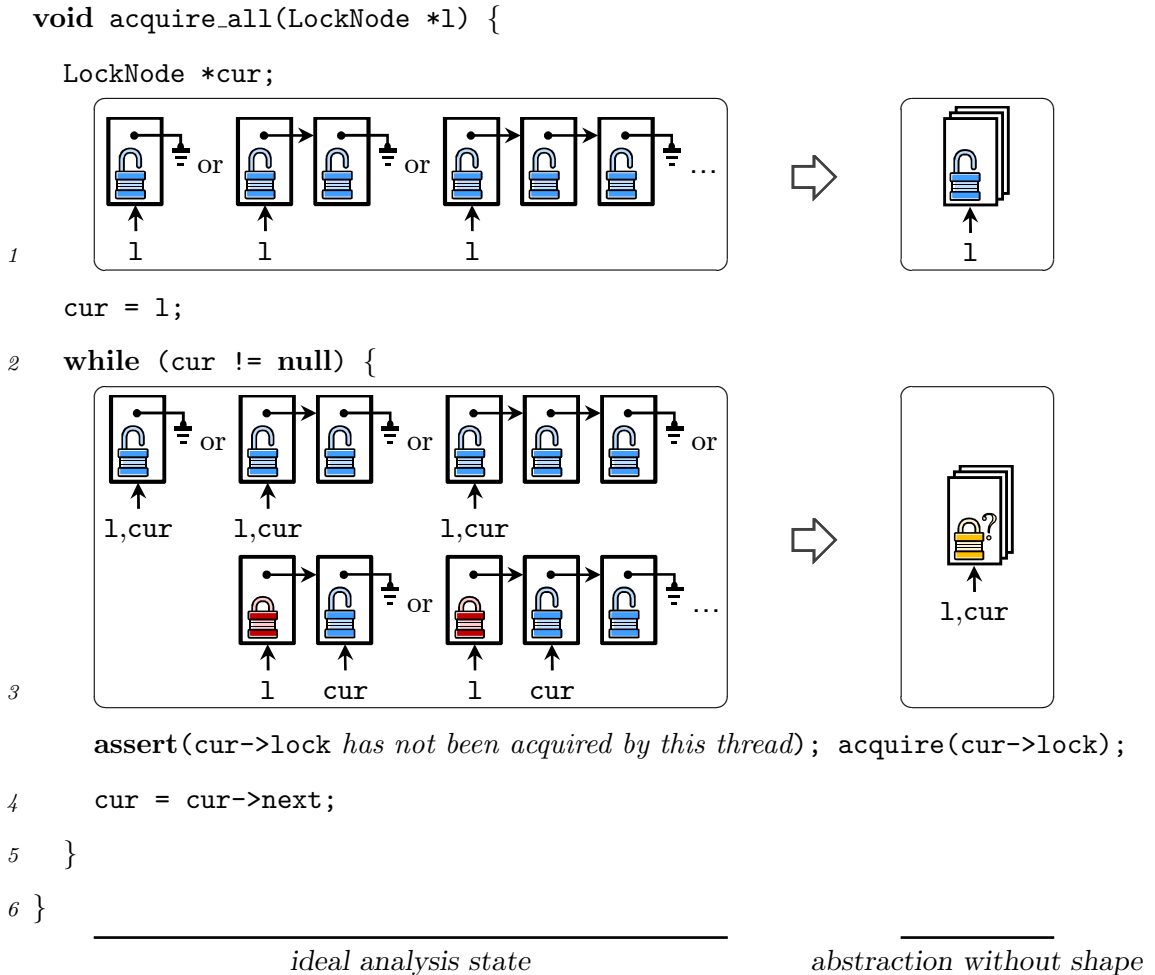 void acquire_all(LockNode *l) {
LockNode *cur;
or or ...
l l l l
1
cur = l;
2 while (cur != null) {
or or or
l,cur l,cur l,cur
?
or ...
l,cur
l cur l cur
3
assert(cur->lock has not been acquired by this thread); acquire(cur->lock);
4 cur = cur->next;
5 }
6 }
ideal analysis state abstraction without shape